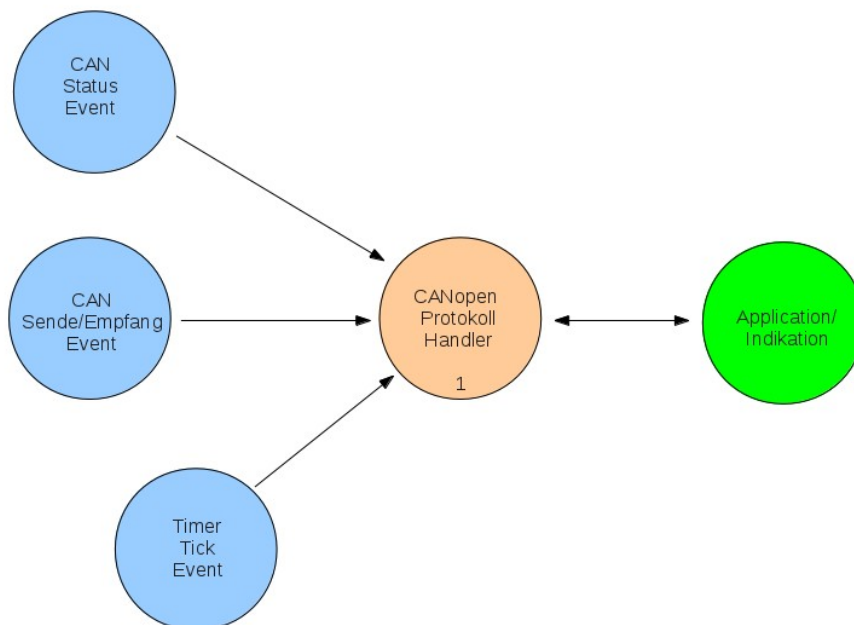 CAN
Status
Event
CAN
Sende/Empfang
Event
CANopen
Protokoll
Handler
1
Application/
Indikation
Timer
Tick
Event